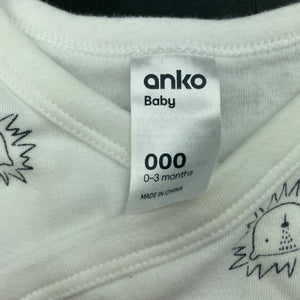 anko
Baby
000
0-3 months
MADE IN CHINA